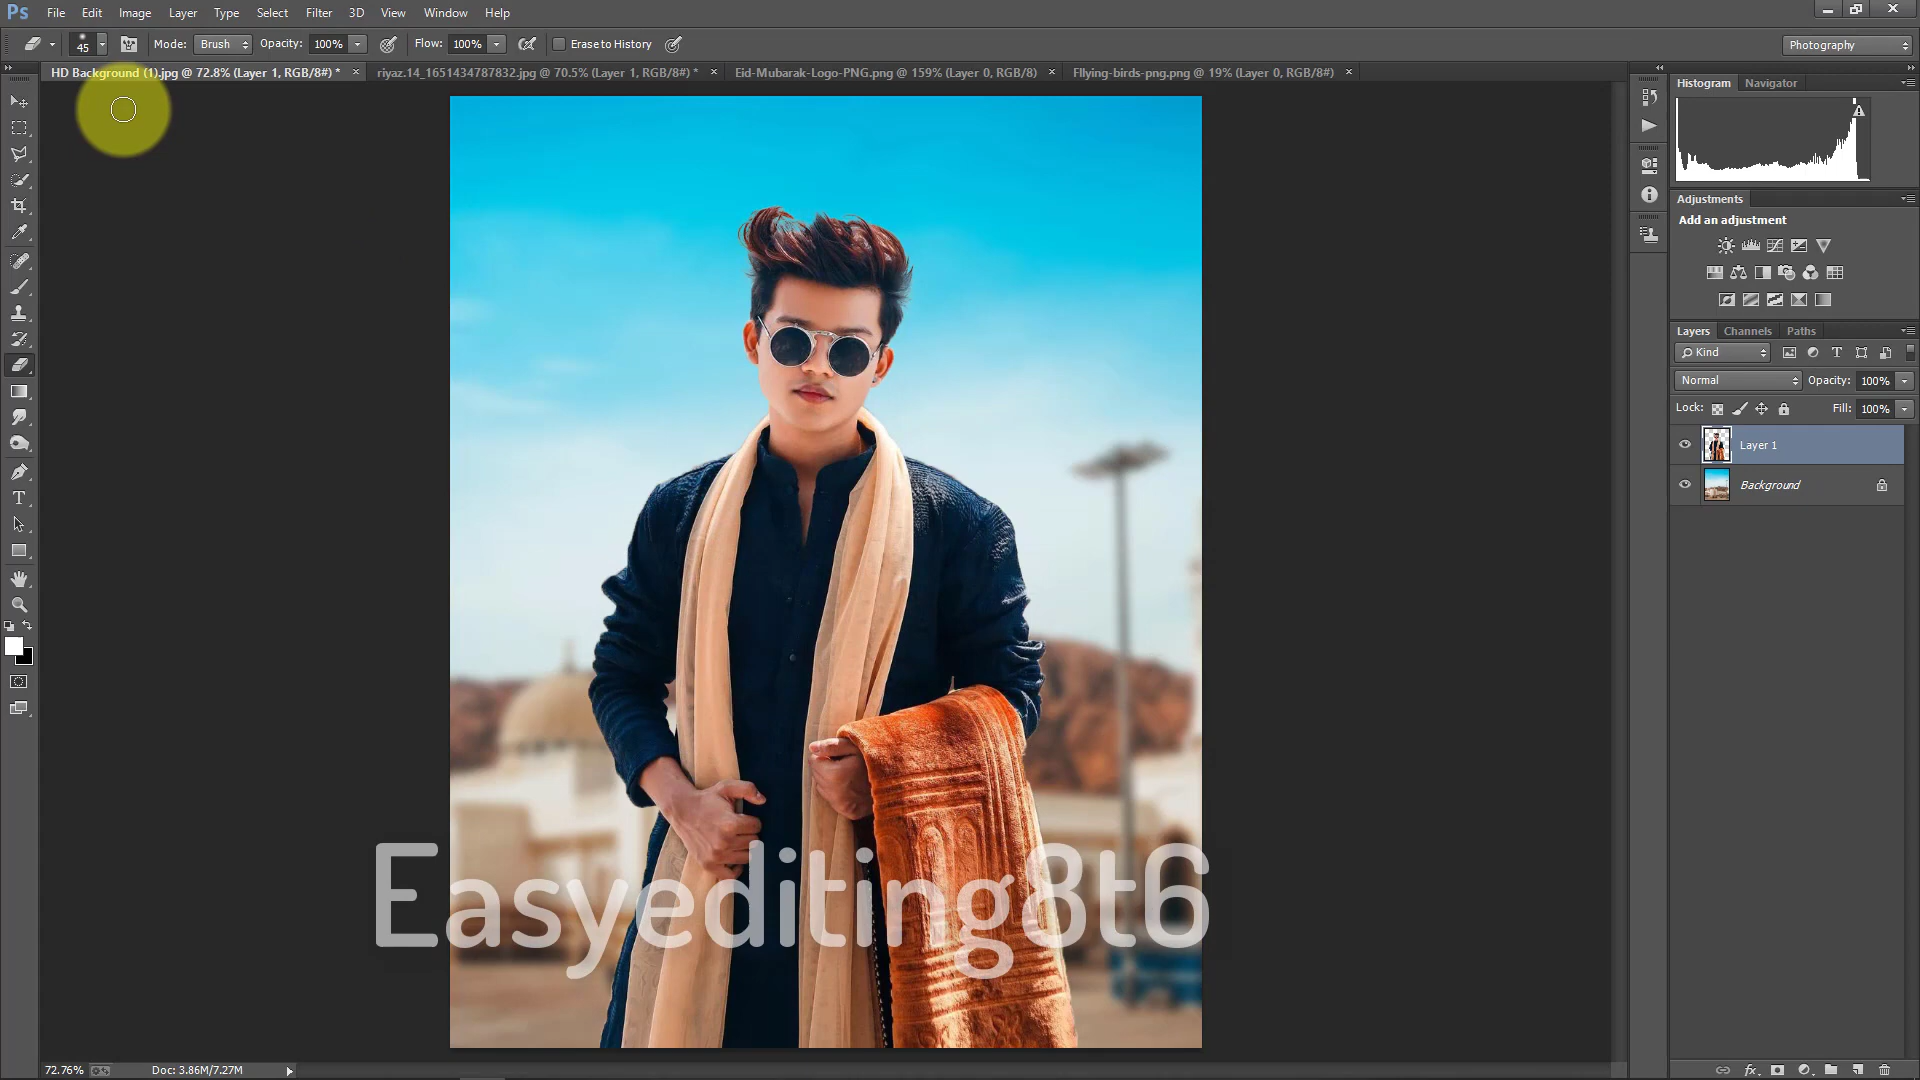 Ps File Edit Image Layer Type Select Filter 3D View Window Help
45 Mode: Brush Opacity: 100% Flow: 100% Erase to History Photography
HD Background (1).jpg @ 72.8% (Layer 1, RGB/8#) * × riyaz.14_1651434787832.jpg @ 70.5% (Layer 1, RGB/8#) * × Eid-Mubarak-Logo-PNG.png @ 159% (Layer 0, RGB/8) × Fllying-birds-png.png @ 19% (Layer 0, RGB/8#) ×
Histogram Navigator
Adjustments
Add an adjustment
Layers Channels Paths
Kind
Normal Opacity: 100%
Lock: Fill: 100%
Layer 1
Background
Easyediting8t6
72.76% Doc: 3.86M/7.27M
fx